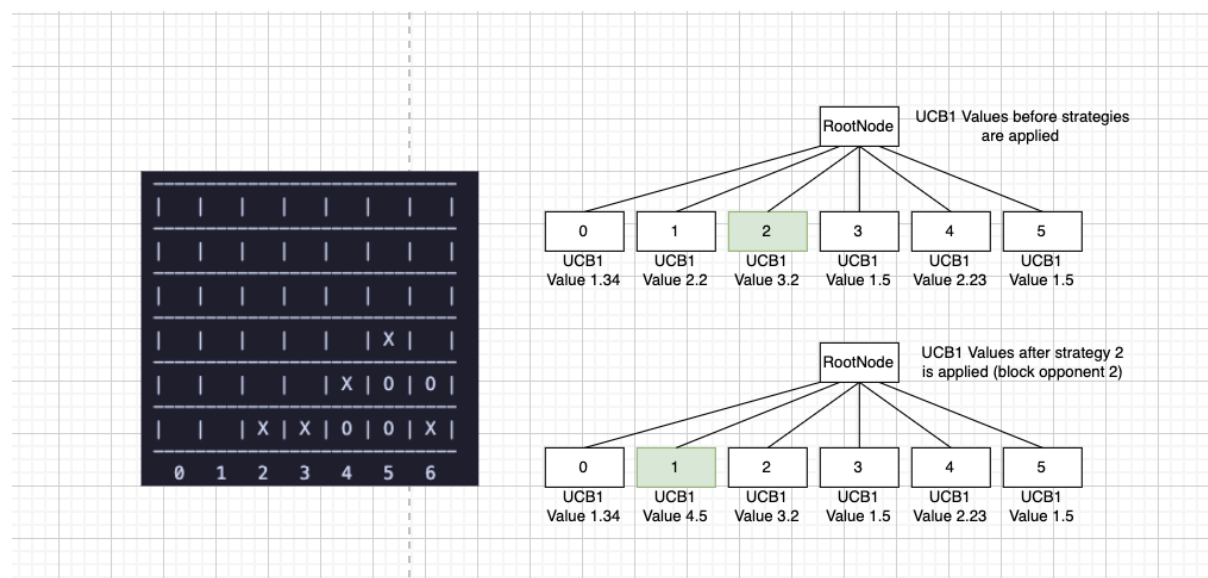 | | | | | | | |
| | | | | | | |
| | | | | | | |
| | | | | | X | |
| | | | | X | O | O |
| | | X | X | O | O | X |
0 1 2 3 4 5 6
RootNode
UCB1 Values before strategies
are applied
0 1 2 3 4 5
UCB1 UCB1 UCB1 UCB1 UCB1 UCB1
Value 1.34 Value 2.2 Value 3.2 Value 1.5 Value 2.23 Value 1.5
RootNode
UCB1 Values after strategy 2
is applied (block opponent 2)
0 1 2 3 4 5
UCB1 UCB1 UCB1 UCB1 UCB1 UCB1
Value 1.34 Value 4.5 Value 3.2 Value 1.5 Value 2.23 Value 1.5